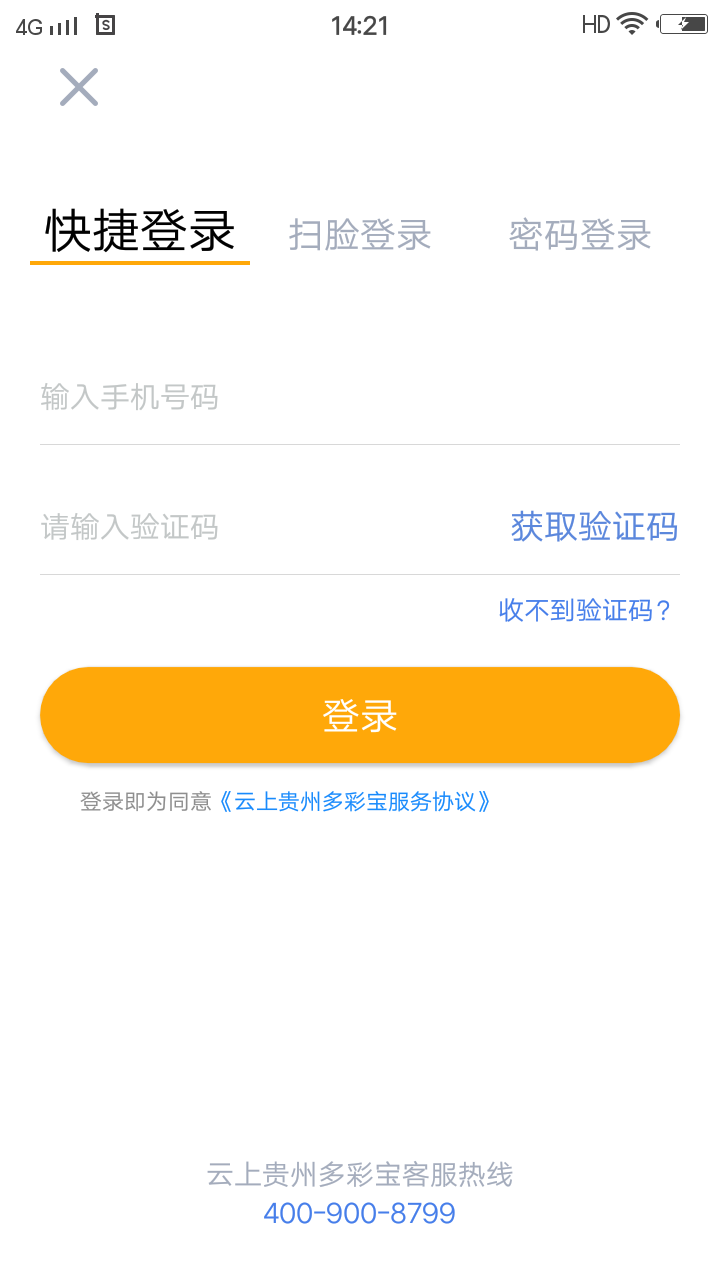 4G 14:21 HD
快捷登录 扫脸登录 密码登录
输入手机号码
请输入验证码 获取验证码
收不到验证码?
登录
登录即为同意《云上贵州多彩宝服务协议》
云上贵州多彩宝客服热线
400-900-8799